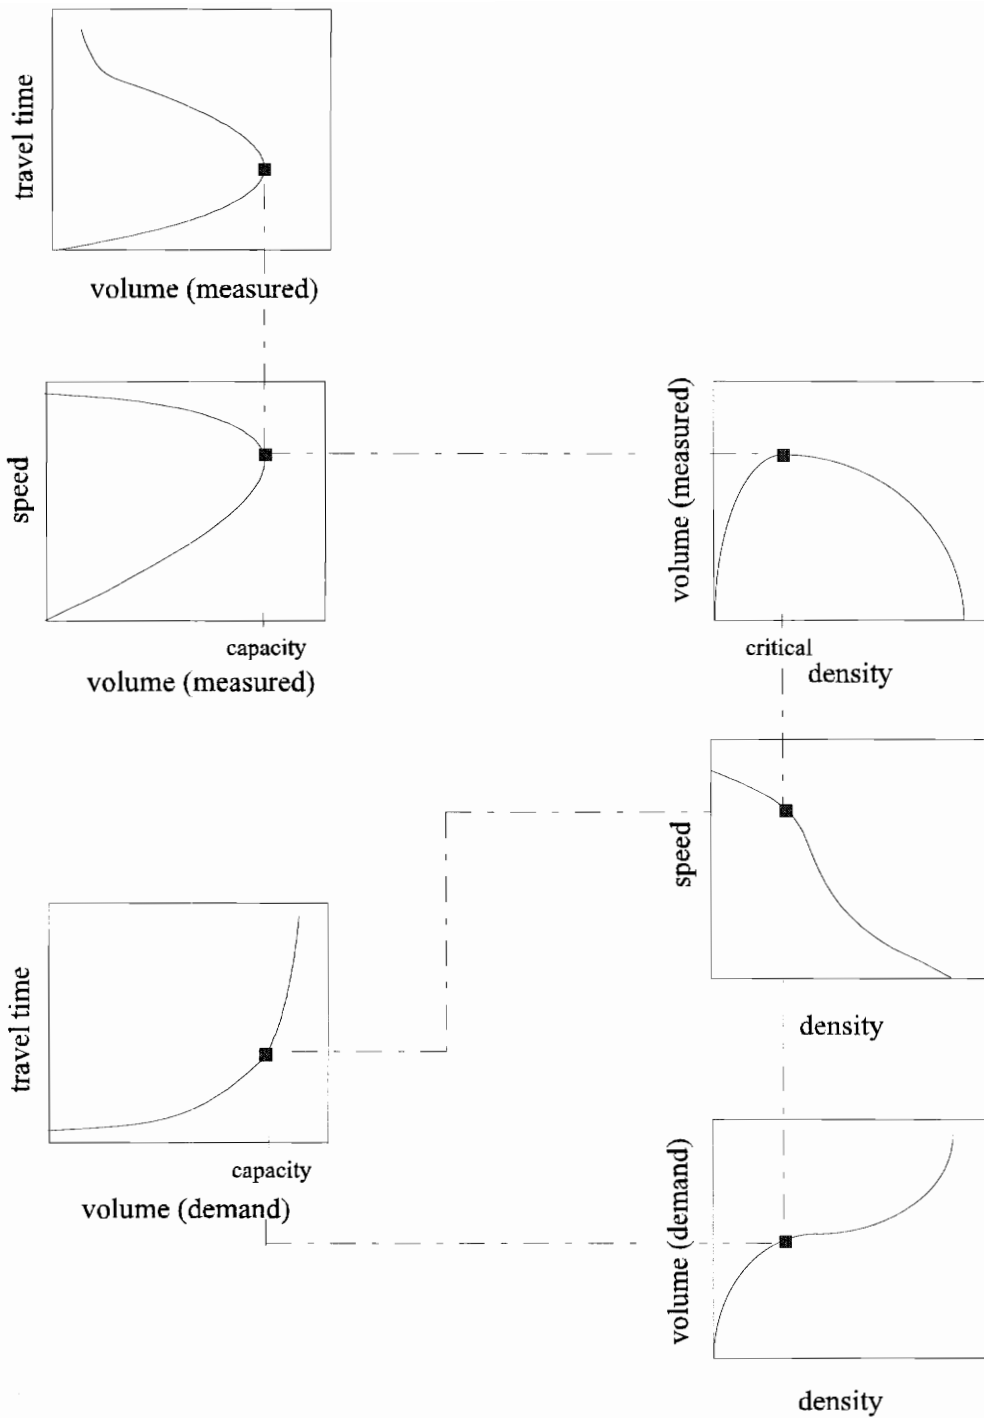 travel time
volume (measured)
speed
capacity
volume (measured)
volume (measured)
critical
density
speed
density
travel time
capacity
volume (demand)
volume (demand)
density